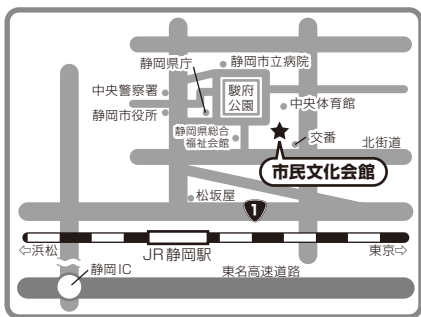 静岡県庁
静岡市立病院
中央警察署
駿府
公園
中央体育館
静岡市役所
静岡県総合
福祉会館
交番
北街道
市民文化会館
松坂屋
1
⇦浜松
JR静岡駅
東京⇨
静岡IC
東名高速道路